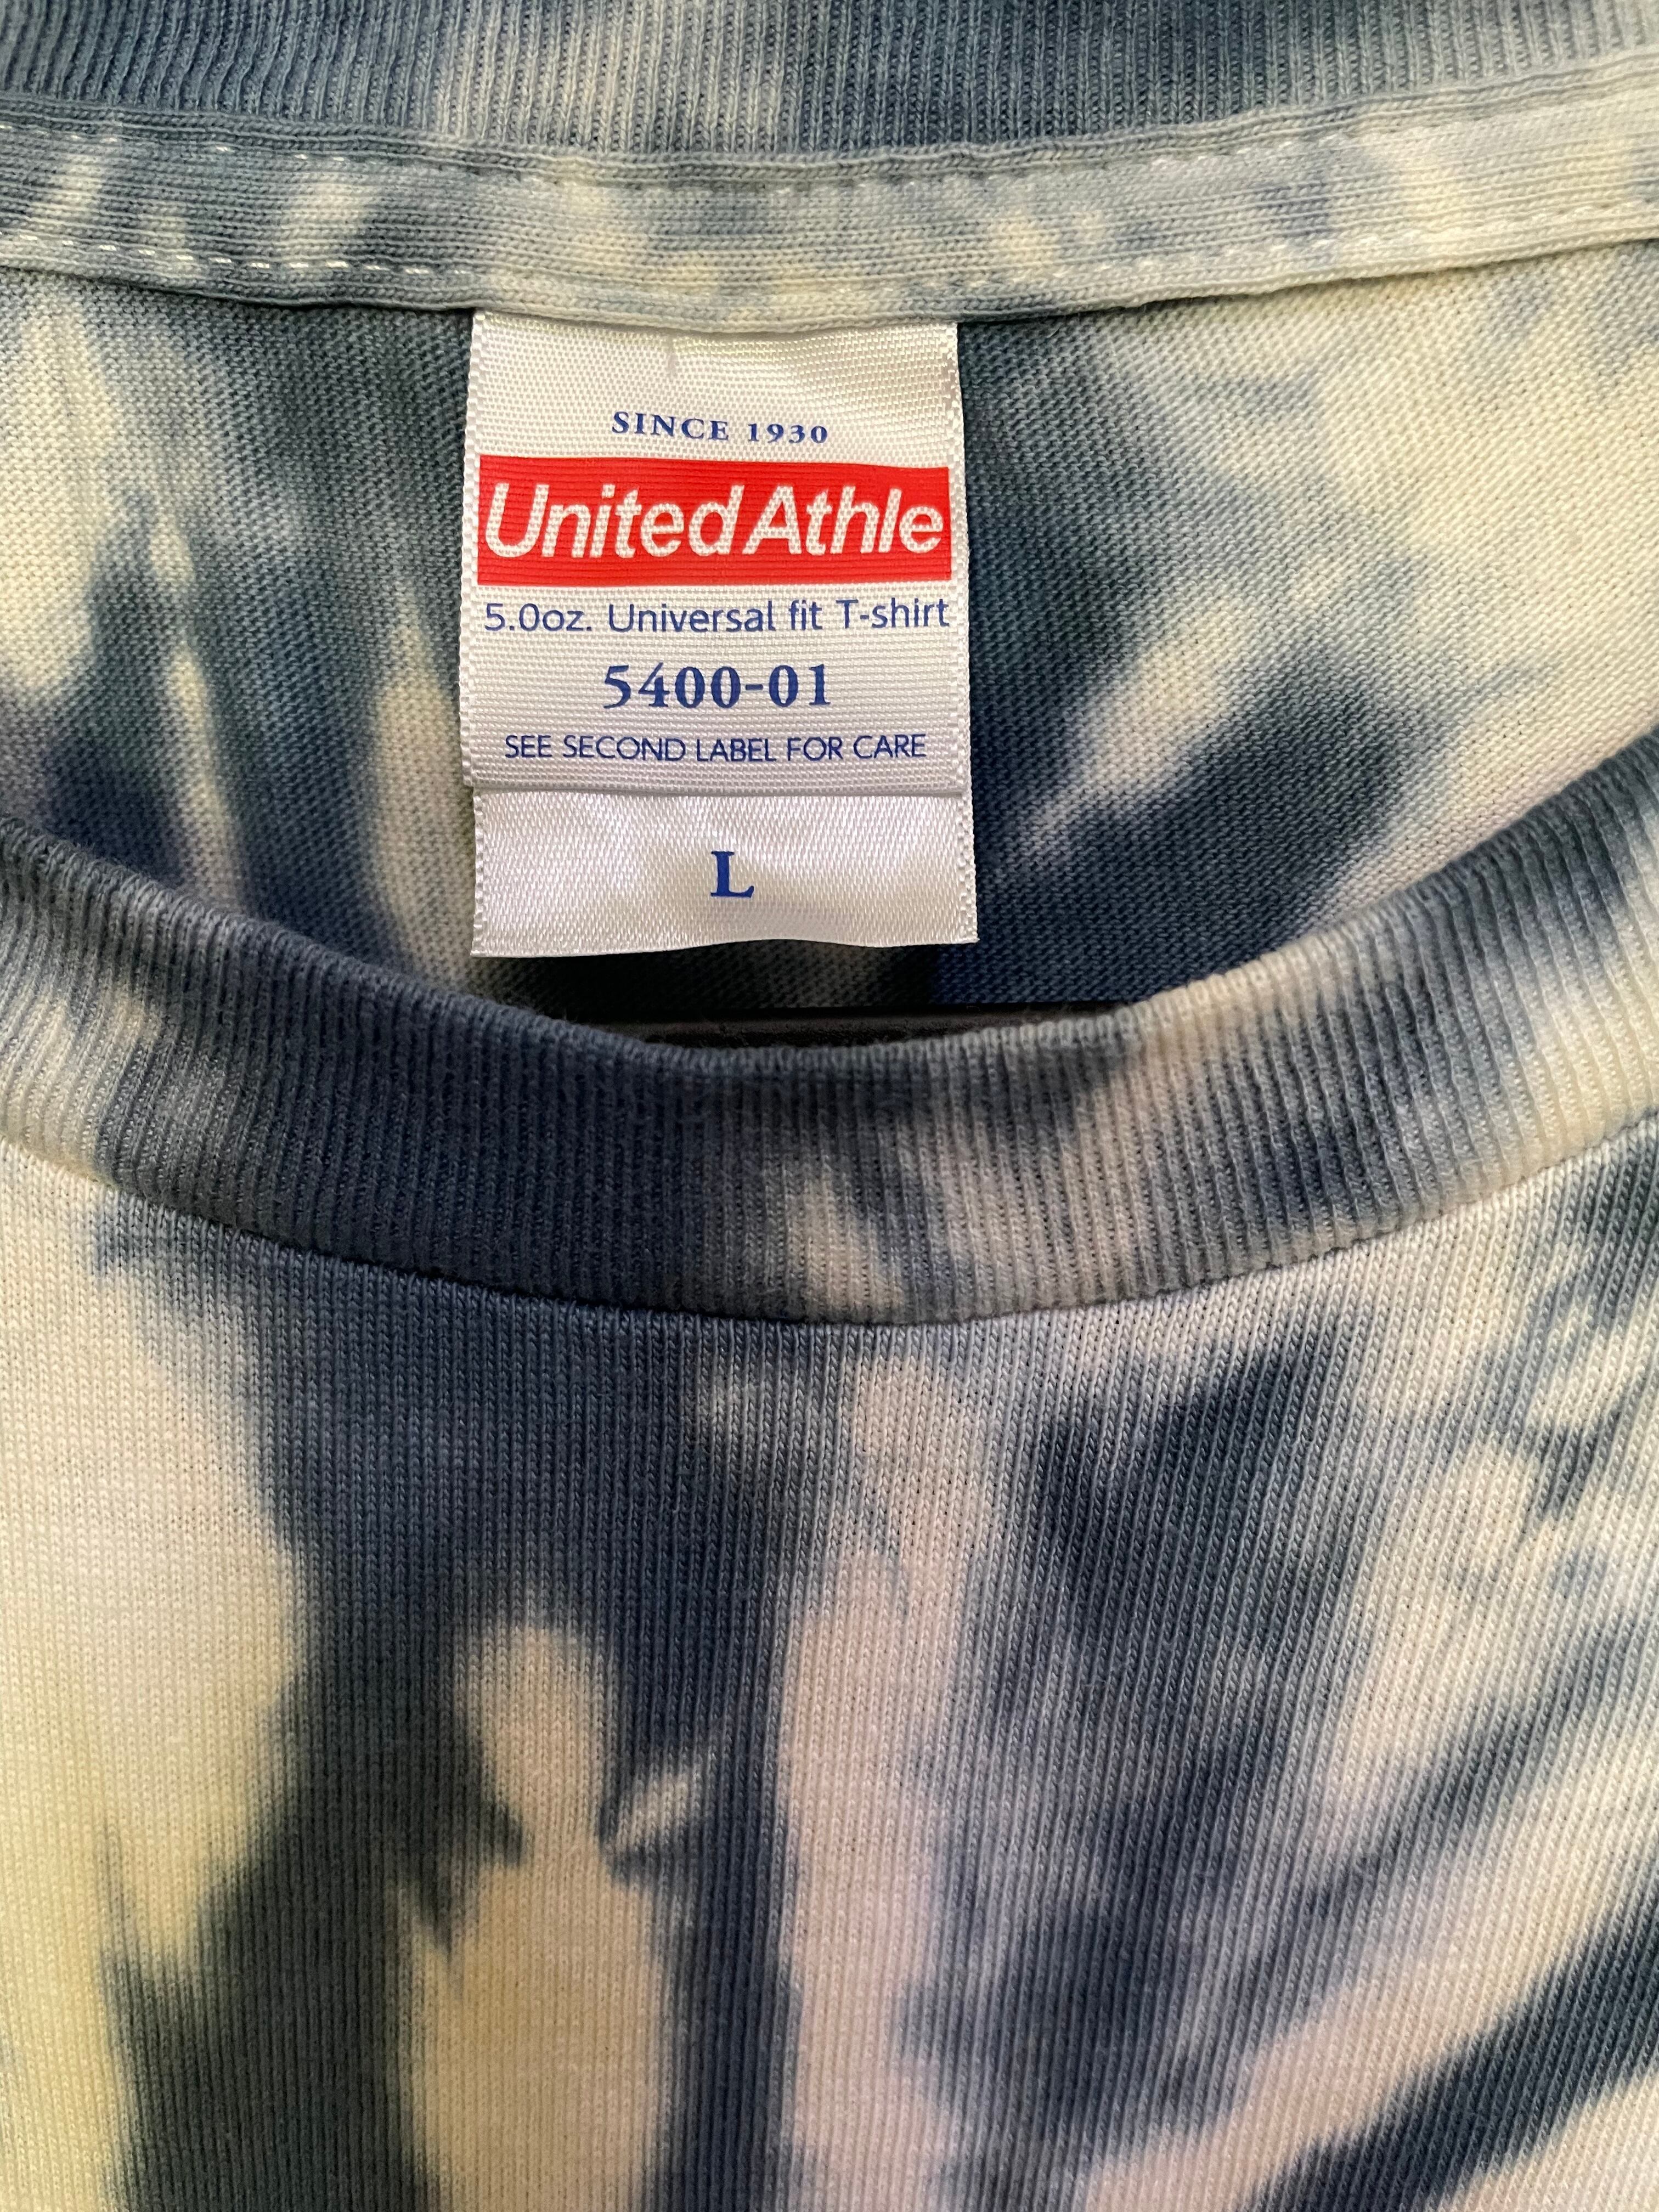 SINCE 1930
United Athle
5.0oz. Universal fit T-shirt
5400-01
SEE SECOND LABEL FOR CARE
L